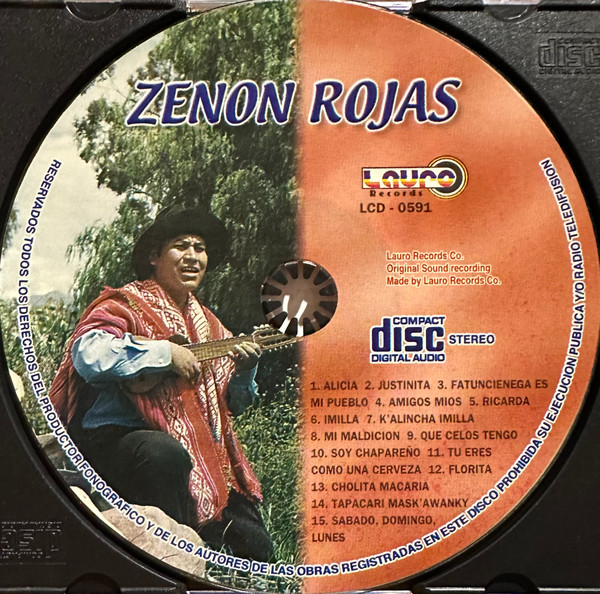 ZENON ROJAS
Lauro
Records
LCD - 0591
Lauro Records Co.
Original Sound recording
Made by Lauro Records Co.
COMPACT
disc
DIGITAL AUDIO
STEREO
1. ALICIA 2. JUSTINITA 3. FATUNCIENEGA ES
MI PUEBLO 4. AMIGOS MIOS 5. RICARDA
6. IMILLA 7. K'ALINCHA IMILLA
8. MI MALDICION 9. QUE CELOS TENGO
10. SOY CHAPAREÑO 11. TU ERES
COMO UNA CERVEZA 12. FLORITA
13. CHOLITA MACARIA
14. TAPACARI MASK'AWANKY
15. SABADO, DOMINGO,
LUNES
RESERVADOS TODOS LOS DERECHOS DEL PRODUCTOR FONOGRAFICO Y DE LOS AUTORES DE LAS OBRAS REGISTRADAS EN ESTE DISCO PROHIBIDA SU EJECUCION PUBLICA Y/O RADIO TELEDIFUSION
disc
DIGITAL AUDIO